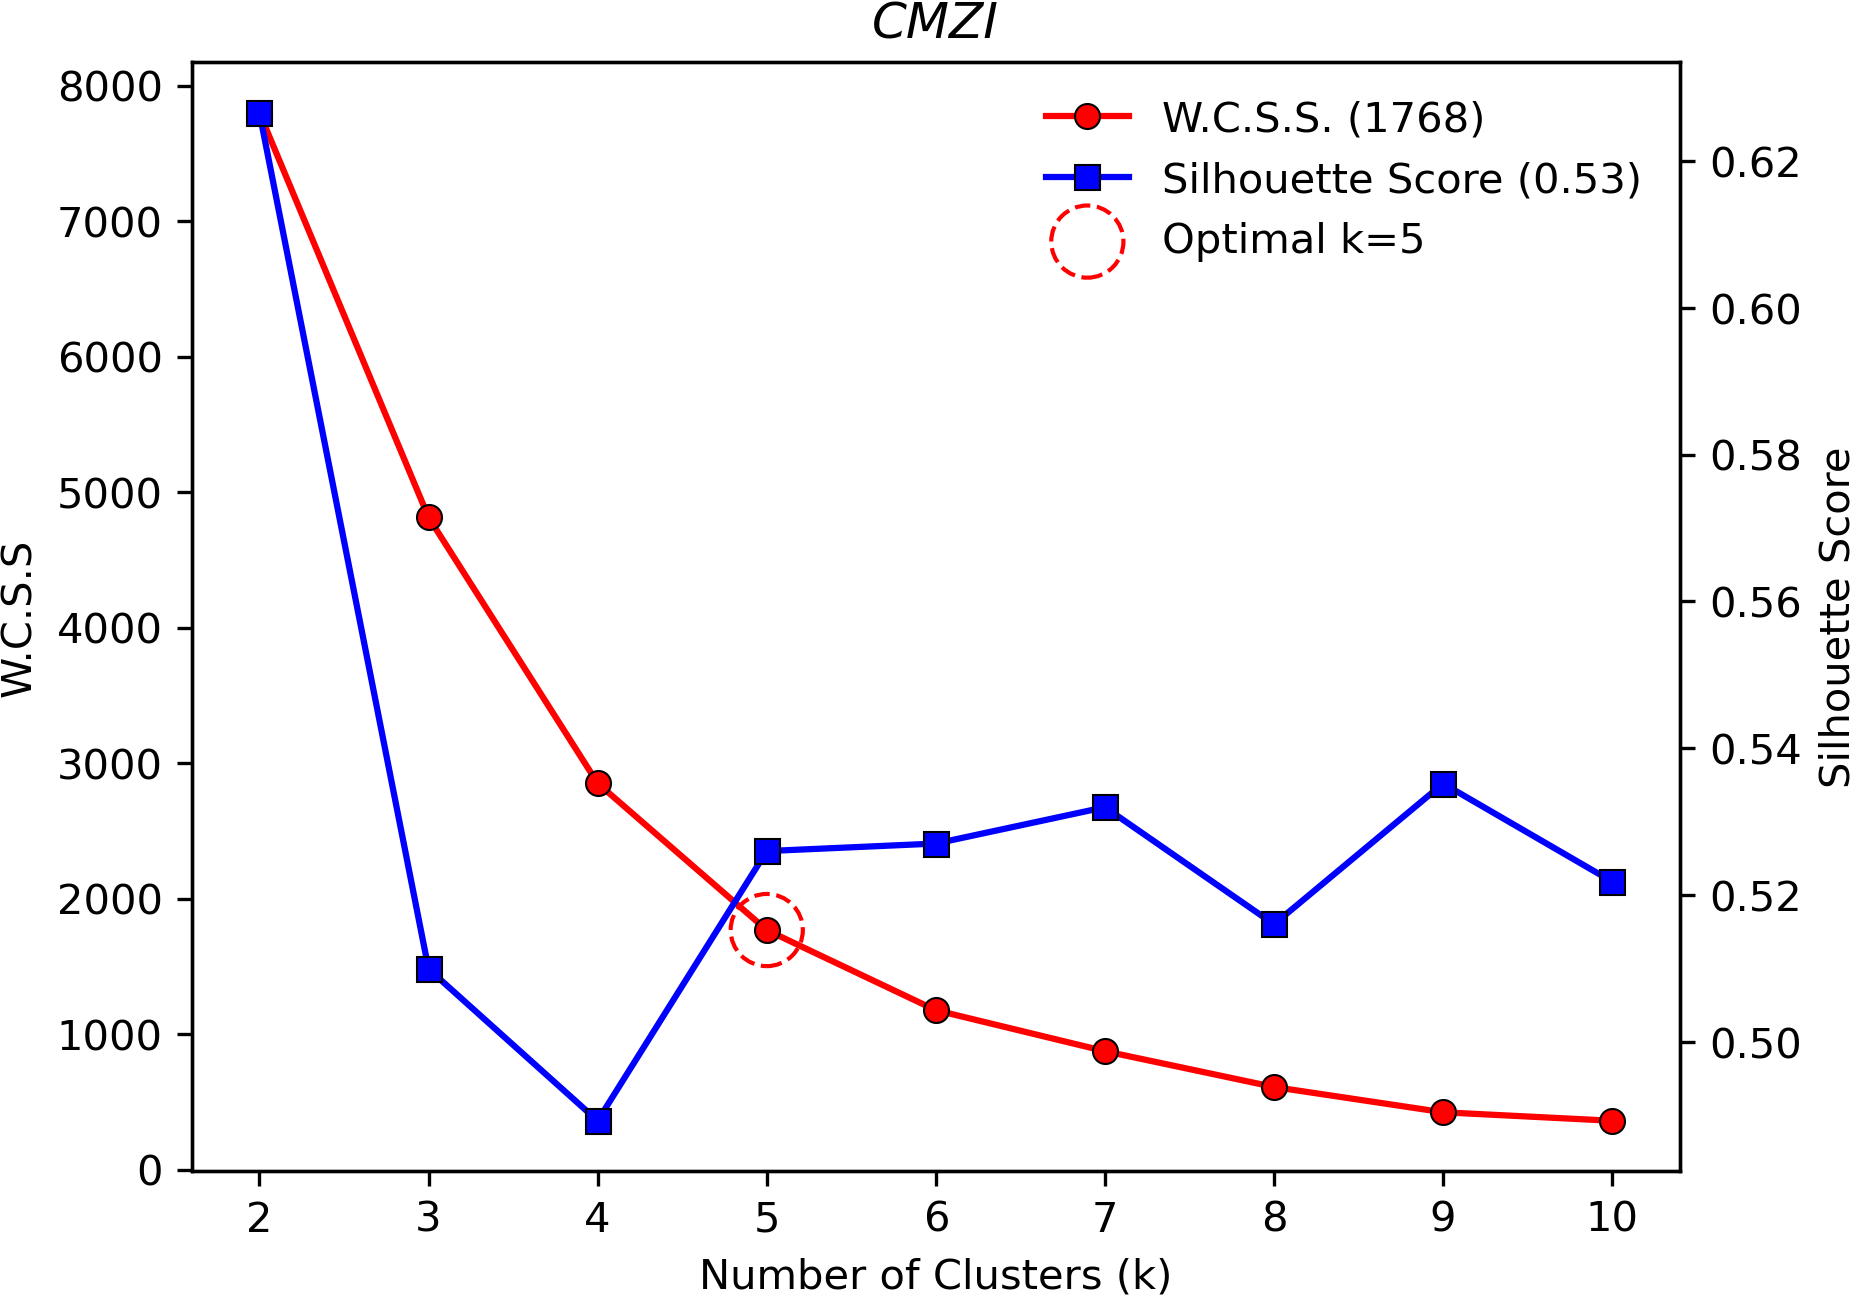 CMZI
W.C.S.S. (1768)
Silhouette Score (0.53)
Optimal k=5
8000
7000
6000
5000
4000
3000
2000
1000
0
W.C.S.S
0.62
0.60
0.58
0.56
0.54
0.52
0.50
Silhouette Score
2 3 4 5 6 7 8 9 10
Number of Clusters (k)